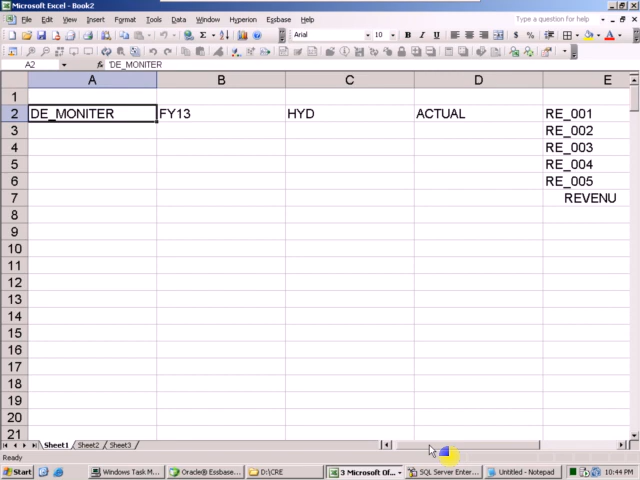 Microsoft Excel - Book2
File Edit View Insert Format Tools Data Window Hyperion Essbase Help Type a question for help
Arial 10 B I U $ %
A2 fx 'DE_MONITER
A B C D E
1
2 DE_MONITER FY13 HYD ACTUAL RE_001
3 RE_002
4 RE_003
5 RE_004
6 RE_005
7 REVENU
8
9
10
11
12
13
14
15
16
17
18
19
20
21
Sheet1 Sheet2 Sheet3
Ready
Start Windows Task M... Oracle® Essbase... D:\CRE 3 Microsoft Of... SQL Server Enter... Untitled - Notepad 10:44 PM